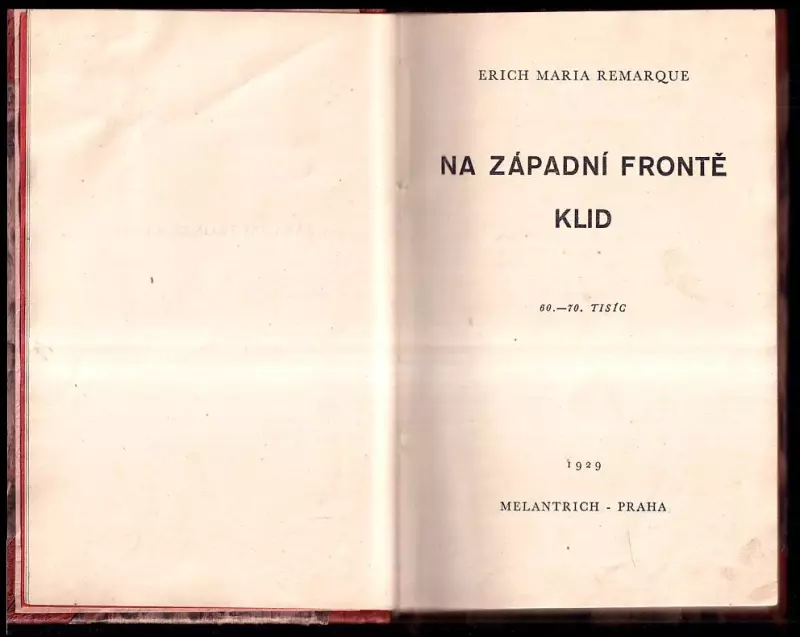 ERICH MARIA REMARQUE
NA ZÁPADNÍ FRONTĚ
KLID
60.—70. TISÍC
1929
MELANTRICH - PRAHA